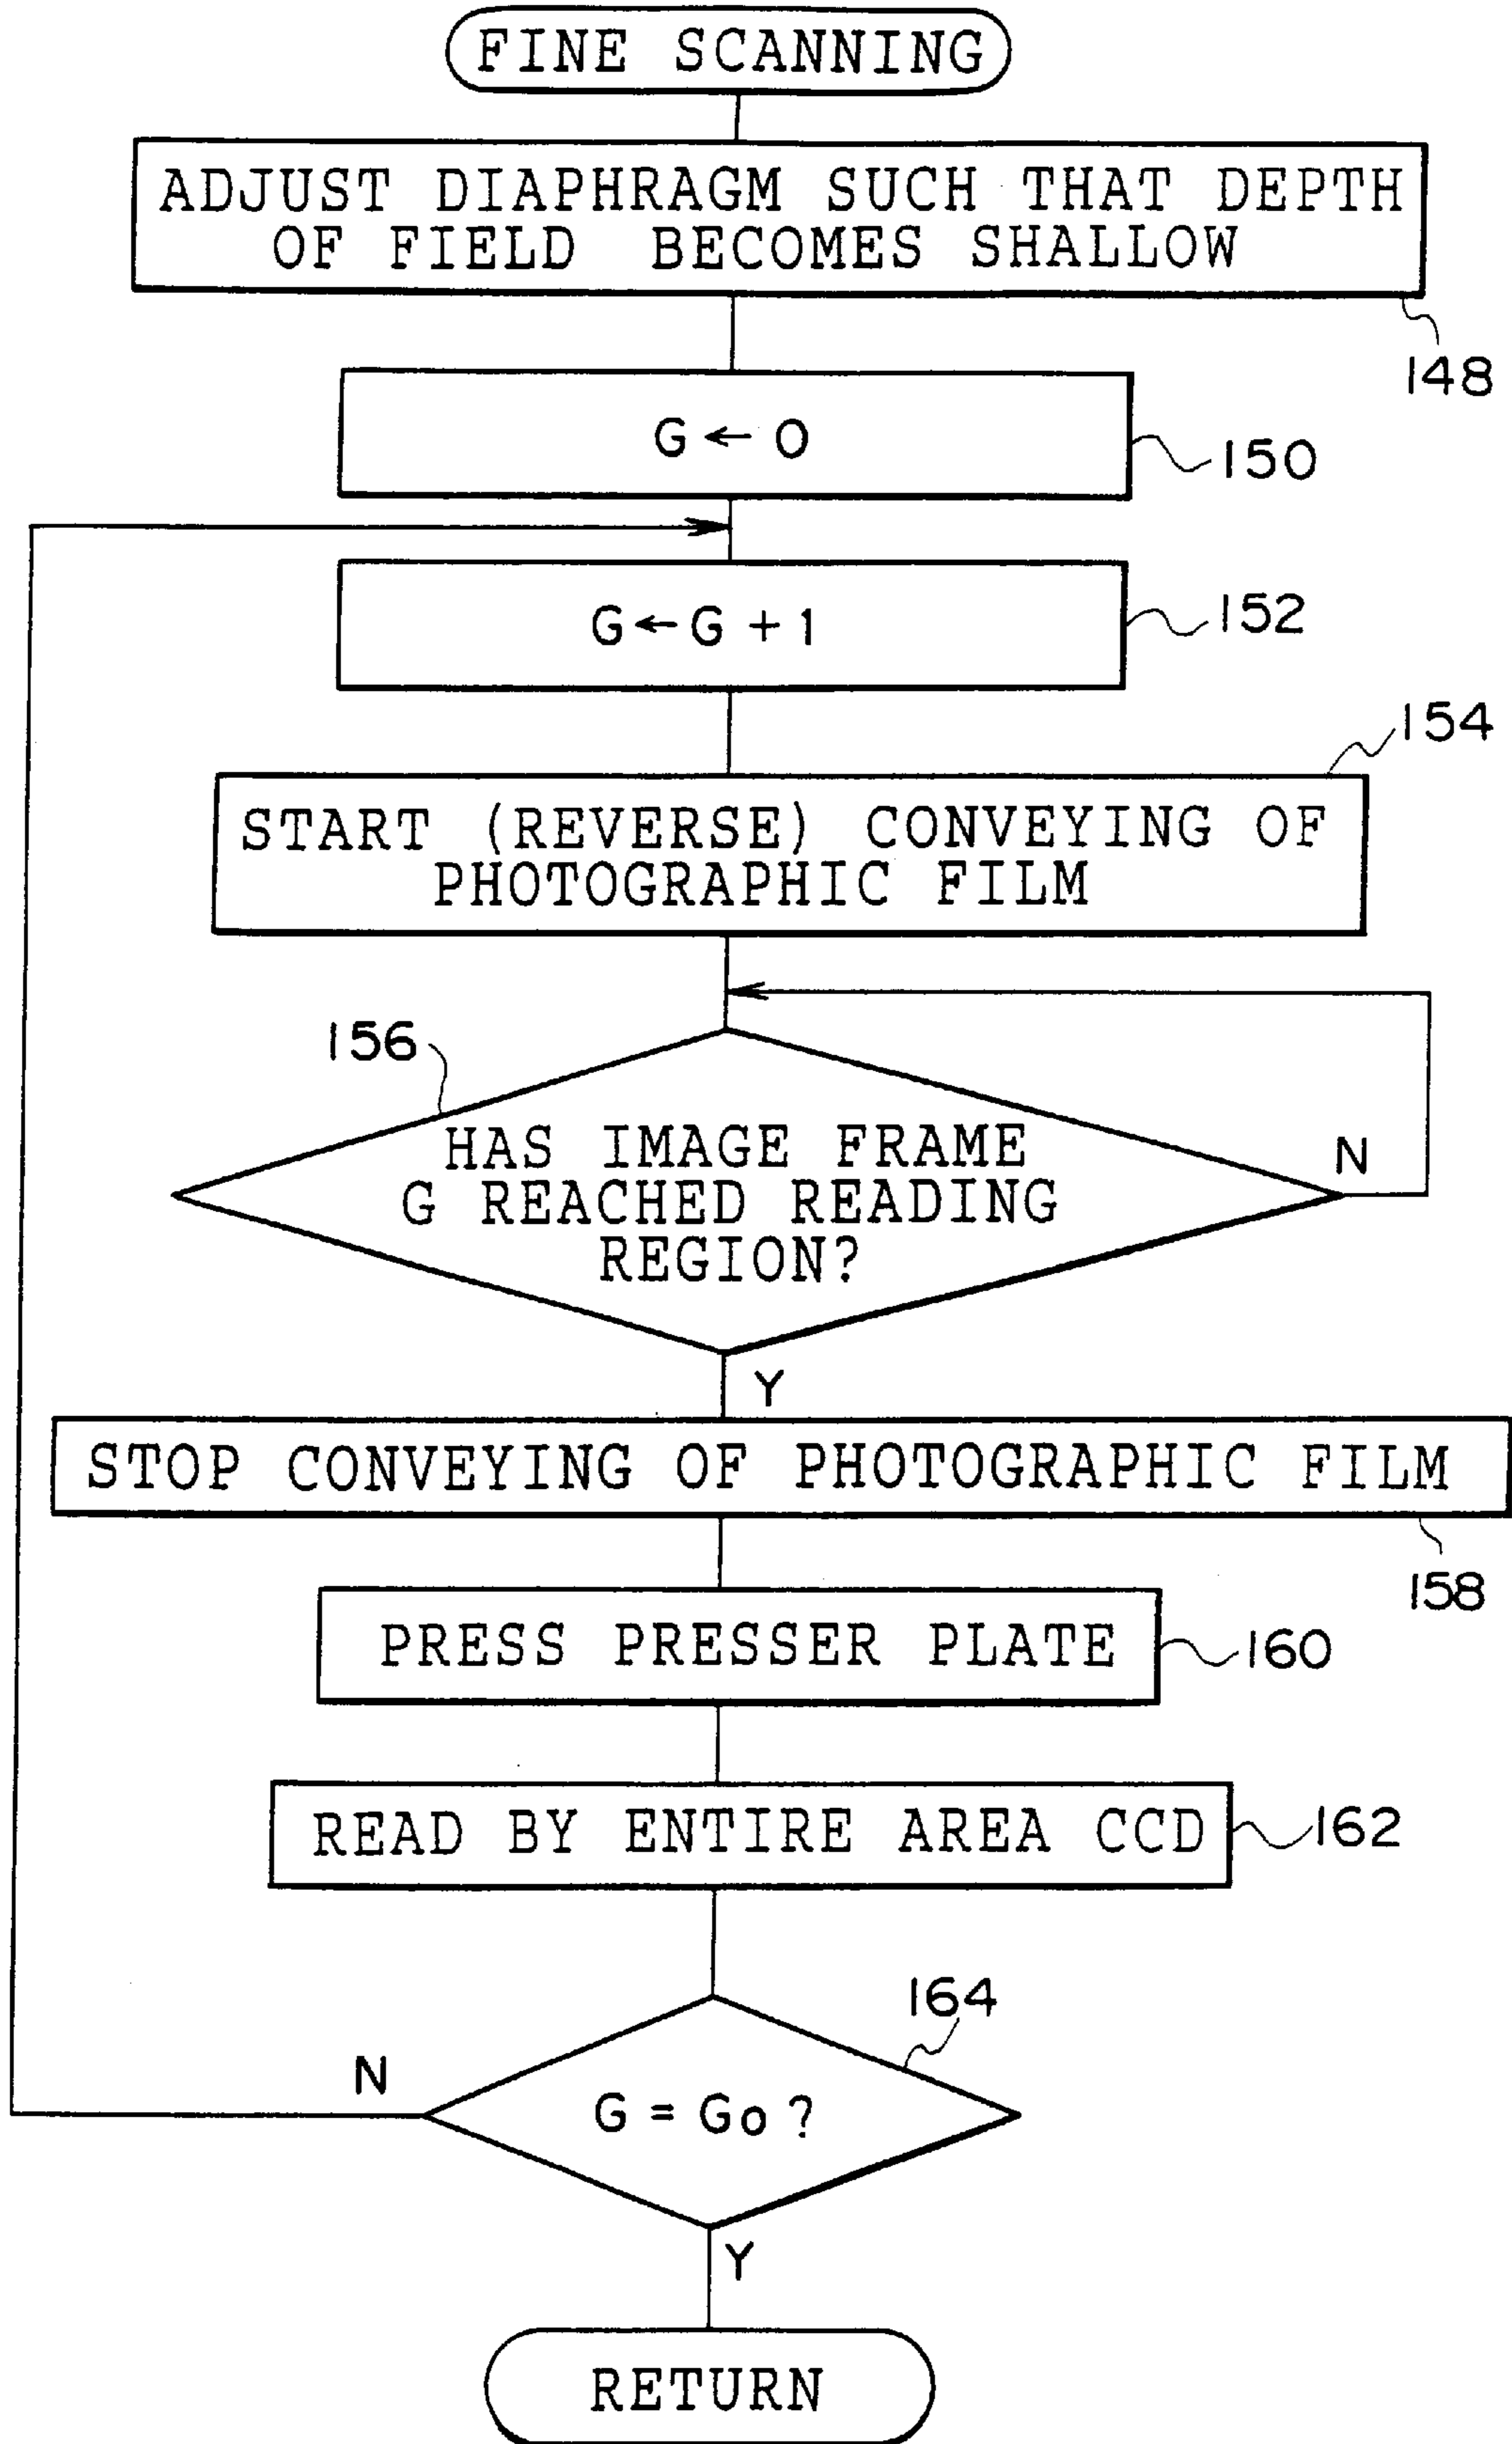 FINE SCANNING
ADJUST DIAPHRAGM SUCH THAT DEPTH
OF FIELD BECOMES SHALLOW
148
G ← 0
150
G ← G + 1
152
154
START (REVERSE) CONVEYING OF
PHOTOGRAPHIC FILM
156
HAS IMAGE FRAME
G REACHED READING
REGION?
N
Y
STOP CONVEYING OF PHOTOGRAPHIC FILM
158
PRESS PRESSER PLATE
160
READ BY ENTIRE AREA CCD
162
164
N
G = Go ?
Y
RETURN